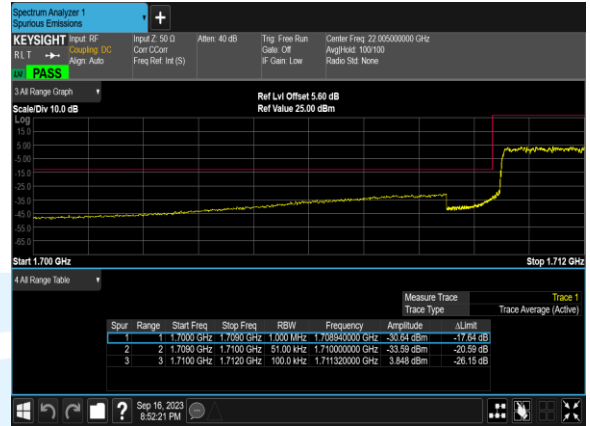 Spectrum Analyzer 1
Spurious Emissions
+
KEYSIGHT Input: RF Input Z: 50 Ω Atten: 40 dB Trig: Free Run Center Freq: 22.005000000 GHz
RLT Coupling: DC Corr CCorr Gate: Off Avg|Hold: 100/100
Align: Auto Freq Ref: Int (S) IF Gain: Low Radio Std: None
PASS
3 All Range Graph
Ref Lvl Offset 5.60 dB
Scale/Div 10.0 dB Ref Value 25.00 dBm
Log
15.0
5.00
-5.00
-15.0
-25.0
-35.0
-45.0
-55.0
-65.0
Start 1.700 GHz Stop 1.712 GHz
4 All Range Table
Measure Trace Trace 1
Trace Type Trace Average (Active)
Spur Range Start Freq Stop Freq RBW Frequency Amplitude ΔLimit
1 1 1.7000 GHz 1.7090 GHz 1.000 MHz 1.708940000 GHz -30.64 dBm -17.64 dB
2 2 1.7090 GHz 1.7100 GHz 51.00 kHz 1.710000000 GHz -33.59 dBm -20.59 dB
3 3 1.7100 GHz 1.7120 GHz 100.0 kHz 1.711320000 GHz 3.848 dBm -26.15 dB
?
Sep 16, 2023
8:52:21 PM